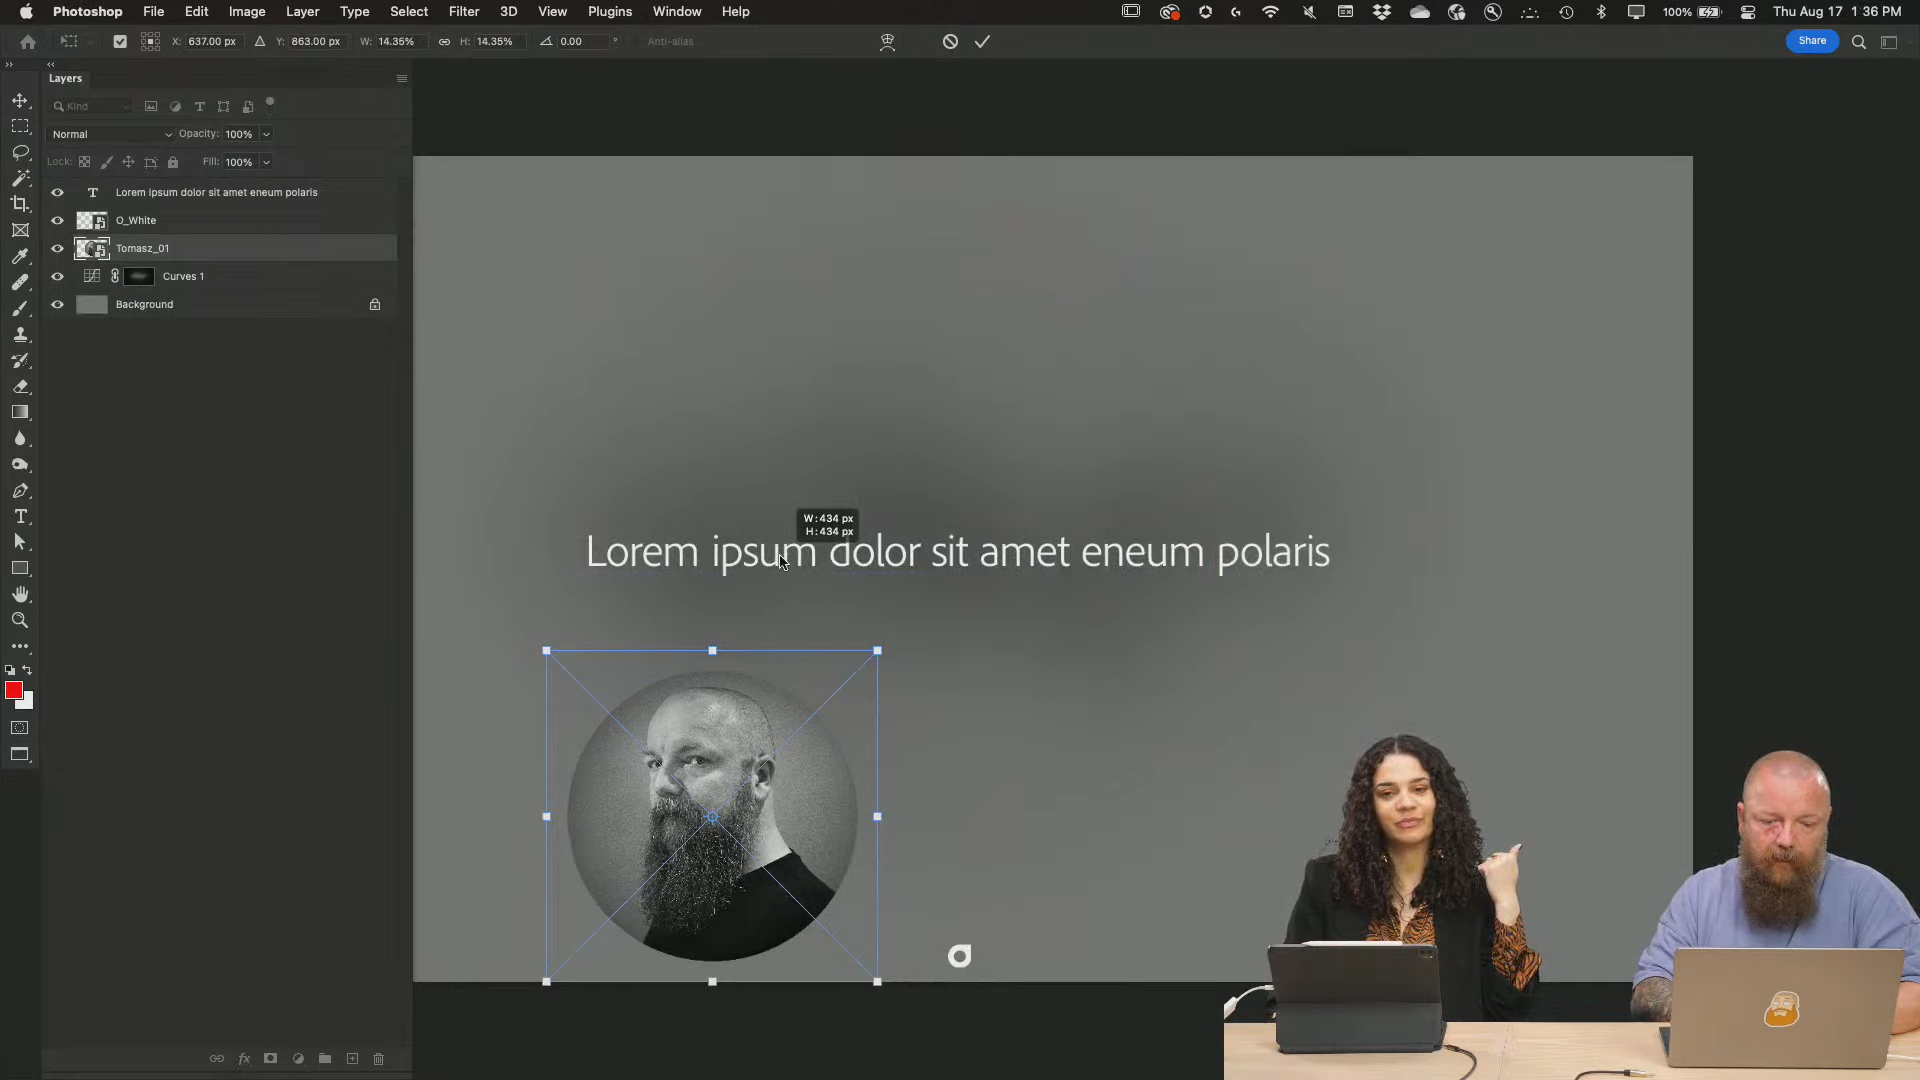 Photoshop File Edit Image Layer Type Select Filter 3D View Plugins Window Help 100% Thu Aug 17 1:36 PM
X: 637.00 px Y: 863.00 px W: 14.35% H: 14.35% 0.00 ° Anti-alias Share
Layers
Kind
Normal Opacity: 100%
Lock: Fill: 100%
T Lorem ipsum dolor sit amet eneum polaris
O_White
Tomasz_01
Curves 1
Background
W: 434 px
H: 434 px
Lorem ipsum dolor sit amet eneum polaris